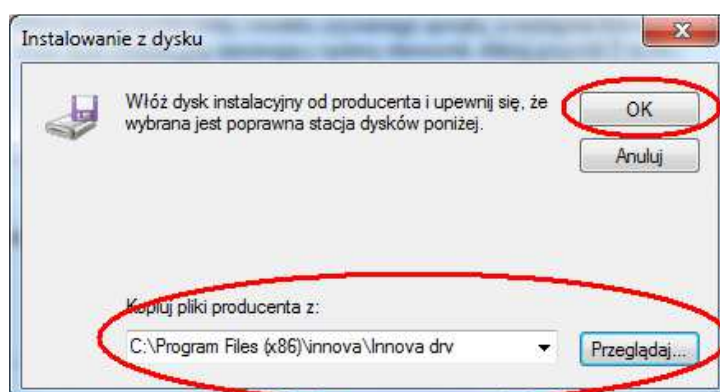 Instalowanie z dysku
Włóż dysk instalacyjny od producenta i upewnij się, że
wybrana jest poprawna stacja dysków poniżej.
OK
Anuluj
Kopiuj pliki producenta z:
C:\Program Files (x86)\innova\Innova drv
Przeglądaj...